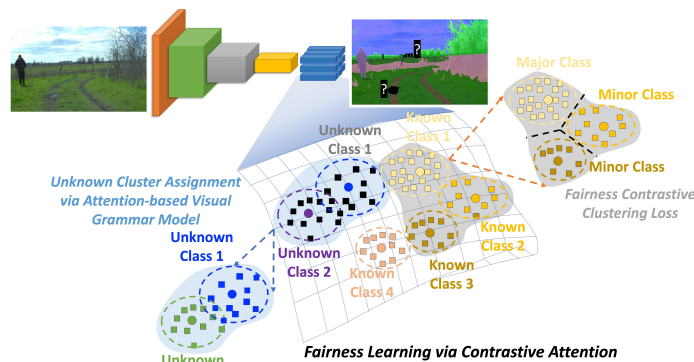 ?
?
Major Class
Minor Class
Minor Class
Fairness Contrastive
Clustering Loss
Unknown
Class 1
Known
Class 1
Unknown Cluster Assignment
via Attention-based Visual
Grammar Model
Unknown
Class 1
Unknown
Class 2
Known
Class 2
Known
Class 4
Known
Class 3
Unknown
Fairness Learning via Contrastive Attention